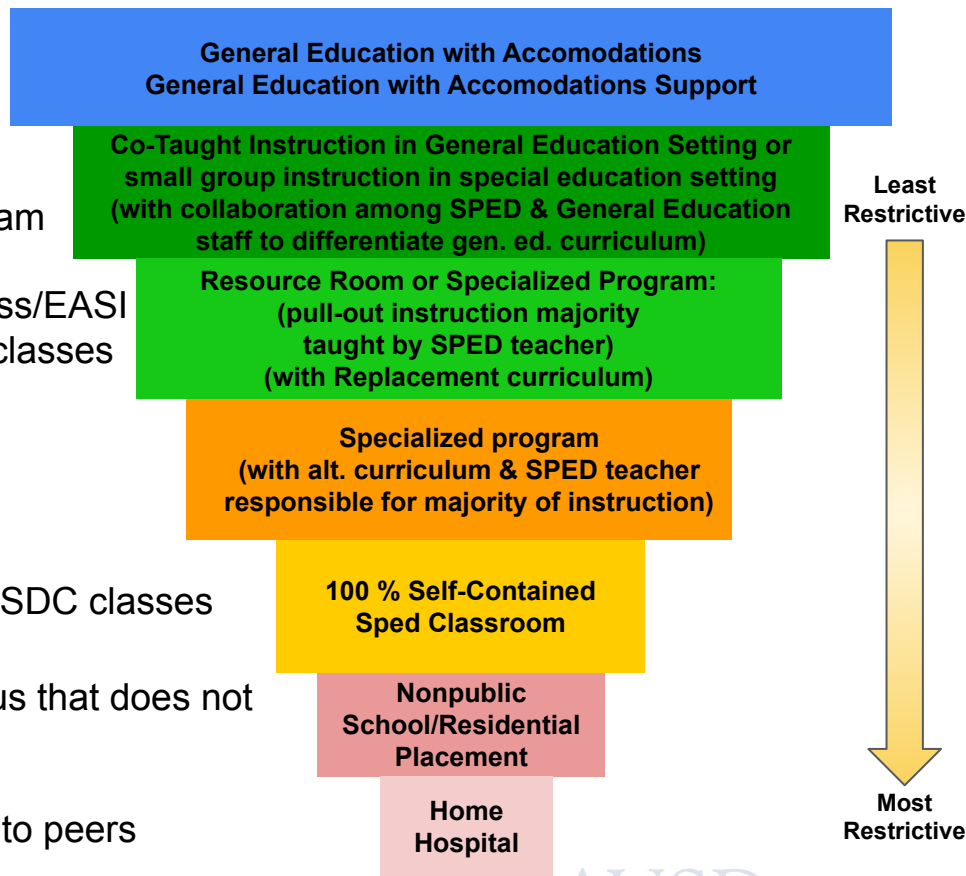 General Education with Accomodations
General Education with Accomodations Support
Co-Taught Instruction in General Education Setting or
small group instruction in special education setting
(with collaboration among SPED & General Education
staff to differentiate gen. ed. curriculum)
Least
Restrictive
am
Resource Room or Specialized Program:
(pull-out instruction majority
taught by SPED teacher)
(with Replacement curriculum)
ss/EASI
classes
Specialized program
(with alt. curriculum & SPED teacher
responsible for majority of instruction)
SDC classes
100 % Self-Contained
Sped Classroom
us that does not
Nonpublic
School/Residential
Placement
to peers
Home
Hospital
Most
Restrictive